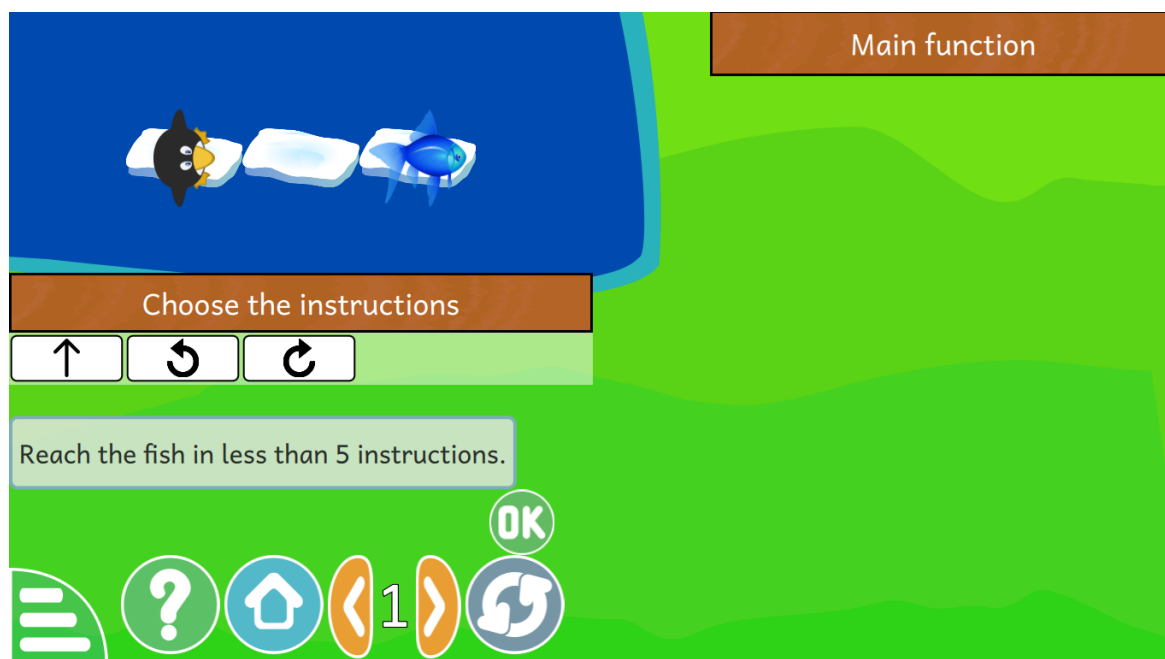 Main function
Choose the instructions
Reach the fish in less than 5 instructions.
OK
?
1